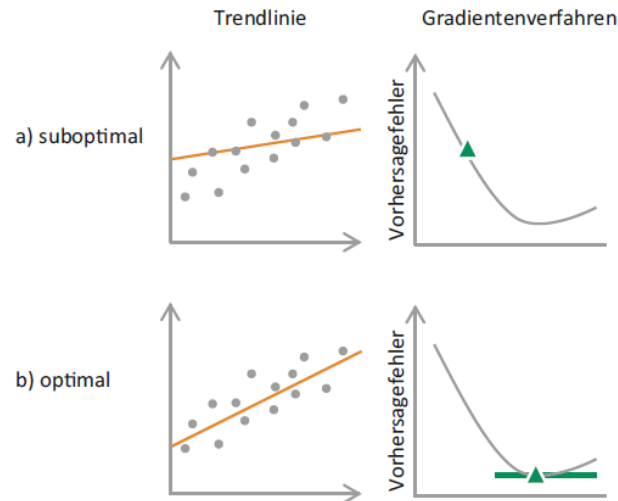 Trendlinie
Gradientenverfahren
a) suboptimal
Vorhersagefehler
b) optimal
Vorhersagefehler